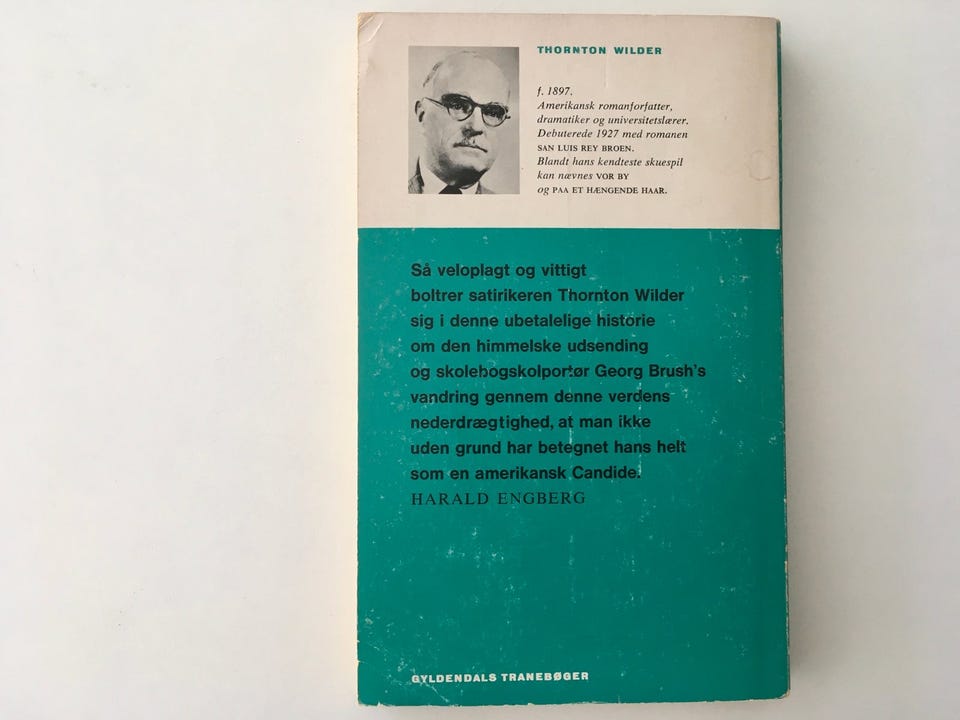 THORNTON WILDER
f. 1897.
Amerikansk romanforfatter,
dramatiker og universitetslærer.
Debuterede 1927 med romanen
SAN LUIS REY BROEN.
Blandt hans kendteste skuespil
kan nævnes VOR BY
og PAA ET HÆNGENDE HAAR.
Så veloplagt og vittigt
boltrer satirikeren Thornton Wilder
sig i denne ubetalelige historie
om den himmelske udsending
og skolebogskolportør Georg Brush's
vandring gennem denne verdens
nederdrægtighed, at man ikke
uden grund har betegnet hans helt
som en amerikansk Candide.
HARALD ENGBERG
GYLDENDALS TRANEBØGER